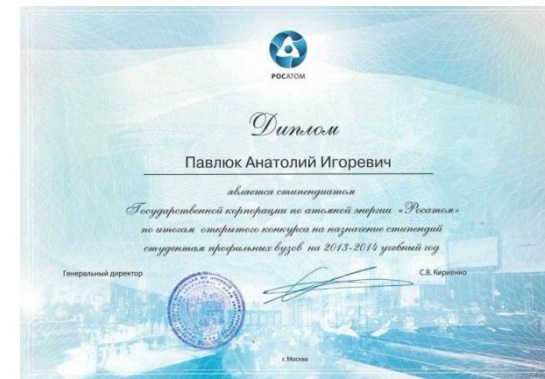 РОСАТОМ
Диплом
Павлюк Анатолий Игоревич
является стипендиатом
Государственной корпорации по атомной энергии «Росатом»
по итогам открытого конкурса на назначение стипендий
студентам профильных вузов на 2013-2014 учебный год
Генеральный директор
С.В. Кириенко
г. Москва